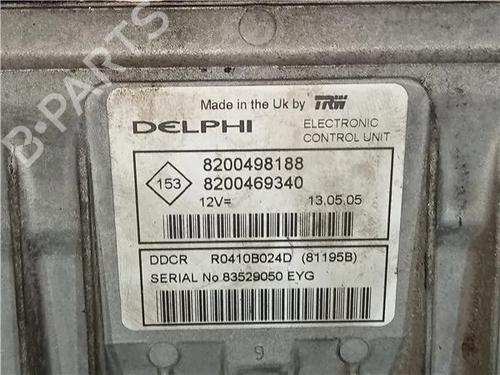 B-PARTS
Made in the Uk by TRW
DELPHI ELECTRONIC
CONTROL UNIT
153
8200498188
8200469340
12V= 13.05.05
DDCR R0410B024D (81195B)
SERIAL No 83529050 EYG
9